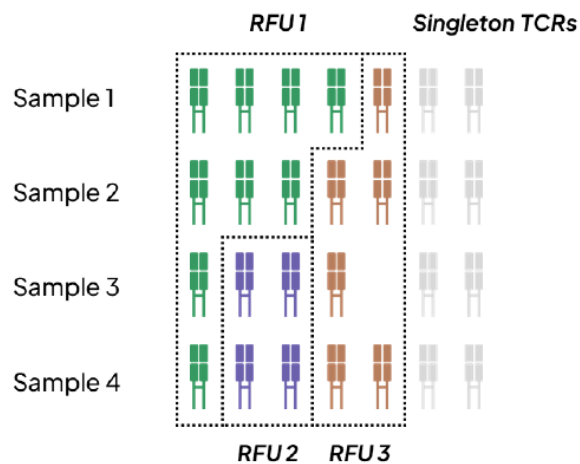 RFU 1 Singleton TCRs
Sample 1
Sample 2
Sample 3
Sample 4
RFU 2 RFU 3